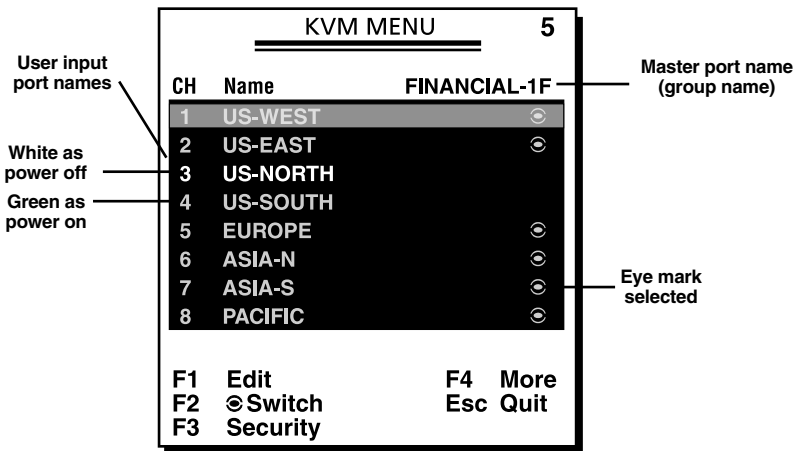 KVM MENU 5
User input
port names
CH Name FINANCIAL-1F
Master port name
(group name)
1 US-WEST
2 US-EAST
White as
power off
3 US-NORTH
Green as
power on
4 US-SOUTH
5 EUROPE
6 ASIA-N
7 ASIA-S
Eye mark
selected
8 PACIFIC
F1 Edit F4 More
F2 Switch Esc Quit
F3 Security